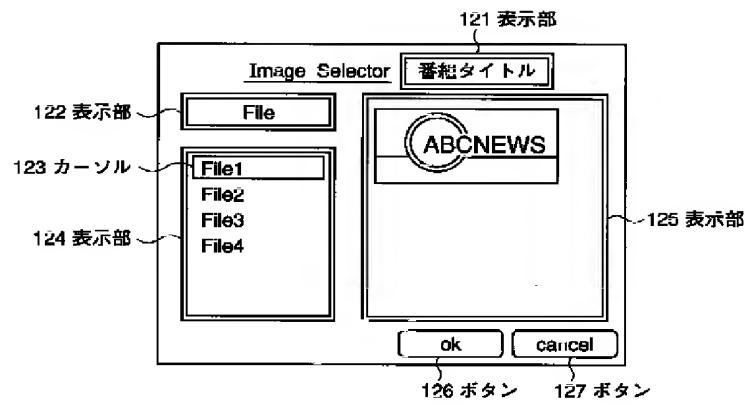 121 表示部
Image Selector 番組タイトル
122 表示部
File
ABCNEWS
123 カーソル
File1
File2
File3
File4
124 表示部
125 表示部
ok
cancel
126 ボタン
127 ボタン